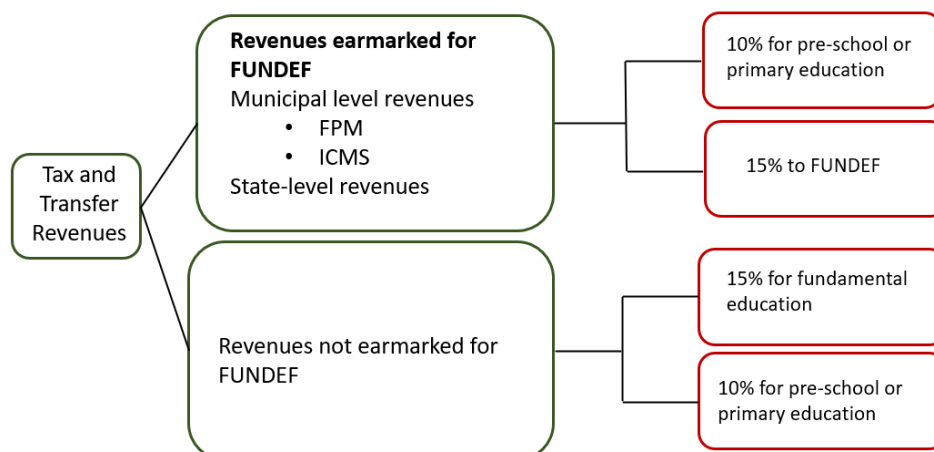 Tax and
Transfer
Revenues
Revenues earmarked for
FUNDEF
Municipal level revenues
• FPM
• ICMS
State-level revenues
10% for pre-school or
primary education
15% to FUNDEF
Revenues not earmarked for
FUNDEF
15% for fundamental
education
10% for pre-school or
primary education